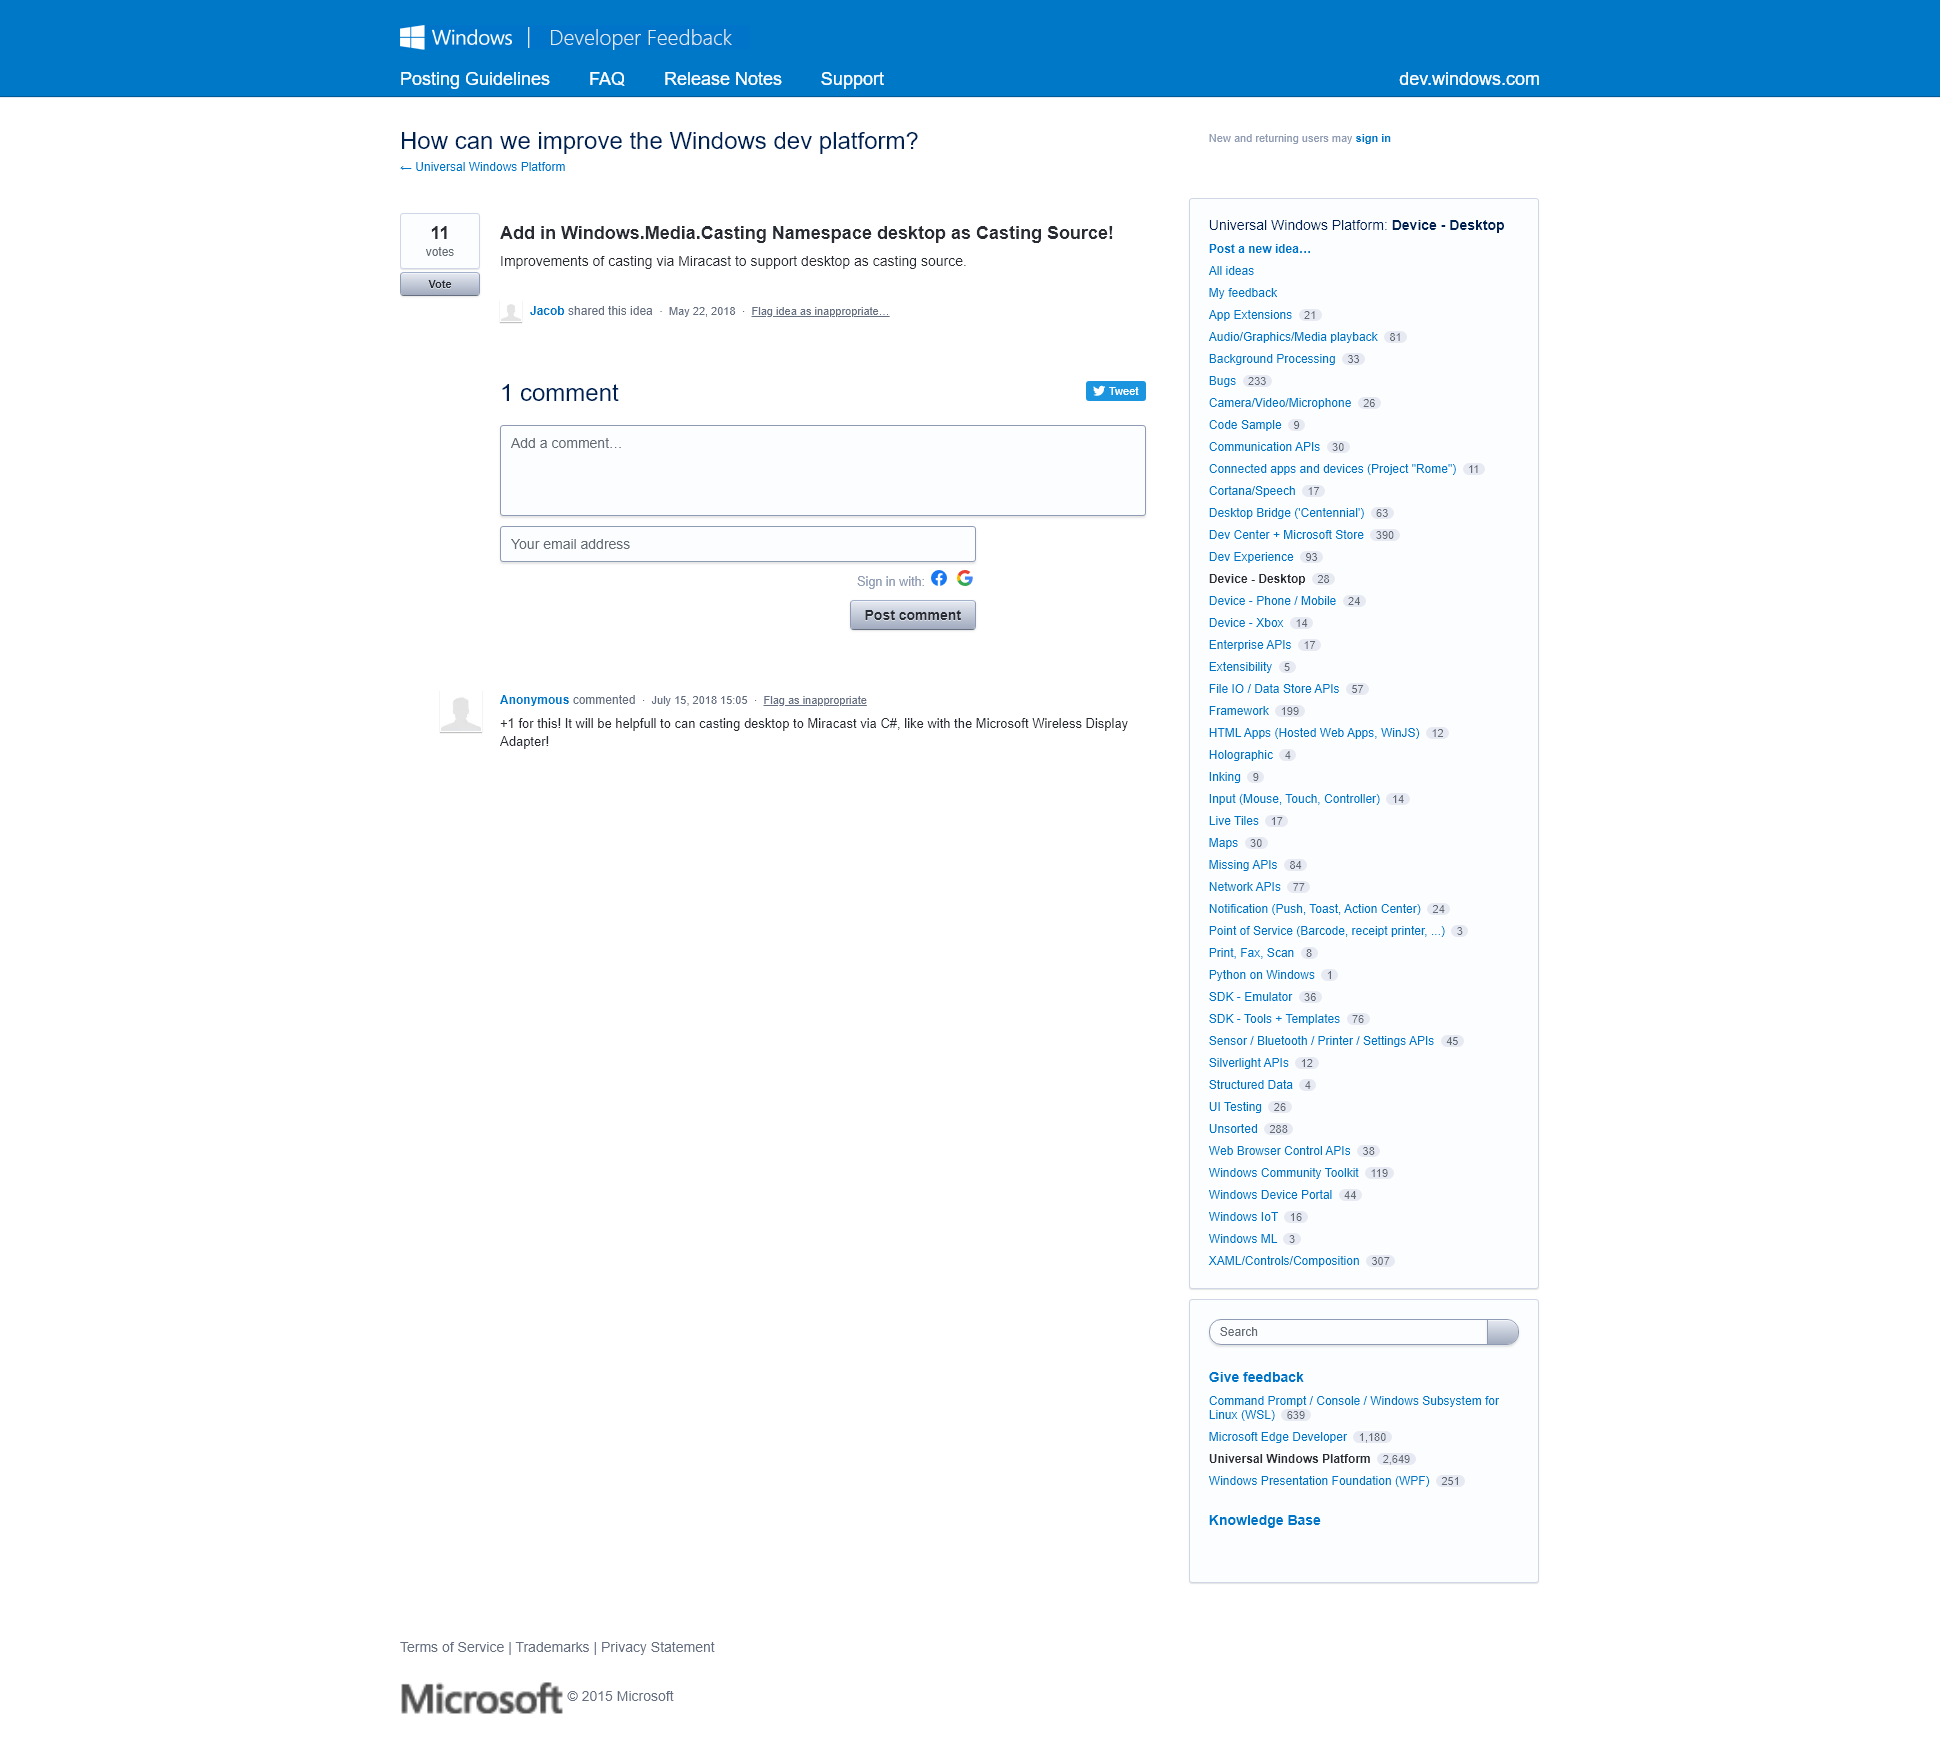 Windows | Developer Feedback
Posting Guidelines FAQ Release Notes Support dev.windows.com
How can we improve the Windows dev platform?
New and returning users may sign in
← Universal Windows Platform
11
votes
Vote
Add in Windows.Media.Casting Namespace desktop as Casting Source!
Improvements of casting via Miracast to support desktop as casting source.
Jacob shared this idea · May 22, 2018 · Flag idea as inappropriate…
1 comment
Tweet
Add a comment…
Your email address
Sign in with:
Post comment
Anonymous commented · July 15, 2018 15:05 · Flag as inappropriate
+1 for this! It will be helpfull to can casting desktop to Miracast via C#, like with the Microsoft Wireless Display
Adapter!
Universal Windows Platform: Device - Desktop
Post a new idea…
All ideas
My feedback
App Extensions 21
Audio/Graphics/Media playback 81
Background Processing 33
Bugs 233
Camera/Video/Microphone 26
Code Sample 9
Communication APIs 30
Connected apps and devices (Project "Rome") 11
Cortana/Speech 17
Desktop Bridge ('Centennial') 63
Dev Center + Microsoft Store 390
Dev Experience 93
Device - Desktop 28
Device - Phone / Mobile 24
Device - Xbox 14
Enterprise APIs 17
Extensibility 5
File IO / Data Store APIs 57
Framework 199
HTML Apps (Hosted Web Apps, WinJS) 12
Holographic 4
Inking 9
Input (Mouse, Touch, Controller) 14
Live Tiles 17
Maps 30
Missing APIs 84
Network APIs 77
Notification (Push, Toast, Action Center) 24
Point of Service (Barcode, receipt printer, ...) 3
Print, Fax, Scan 8
Python on Windows 1
SDK - Emulator 36
SDK - Tools + Templates 76
Sensor / Bluetooth / Printer / Settings APIs 45
Silverlight APIs 12
Structured Data 4
UI Testing 26
Unsorted 288
Web Browser Control APIs 38
Windows Community Toolkit 119
Windows Device Portal 44
Windows IoT 16
Windows ML 3
XAML/Controls/Composition 307
Search
Give feedback
Command Prompt / Console / Windows Subsystem for
Linux (WSL) 639
Microsoft Edge Developer 1,180
Universal Windows Platform 2,649
Windows Presentation Foundation (WPF) 251
Knowledge Base
Terms of Service | Trademarks | Privacy Statement
Microsoft © 2015 Microsoft